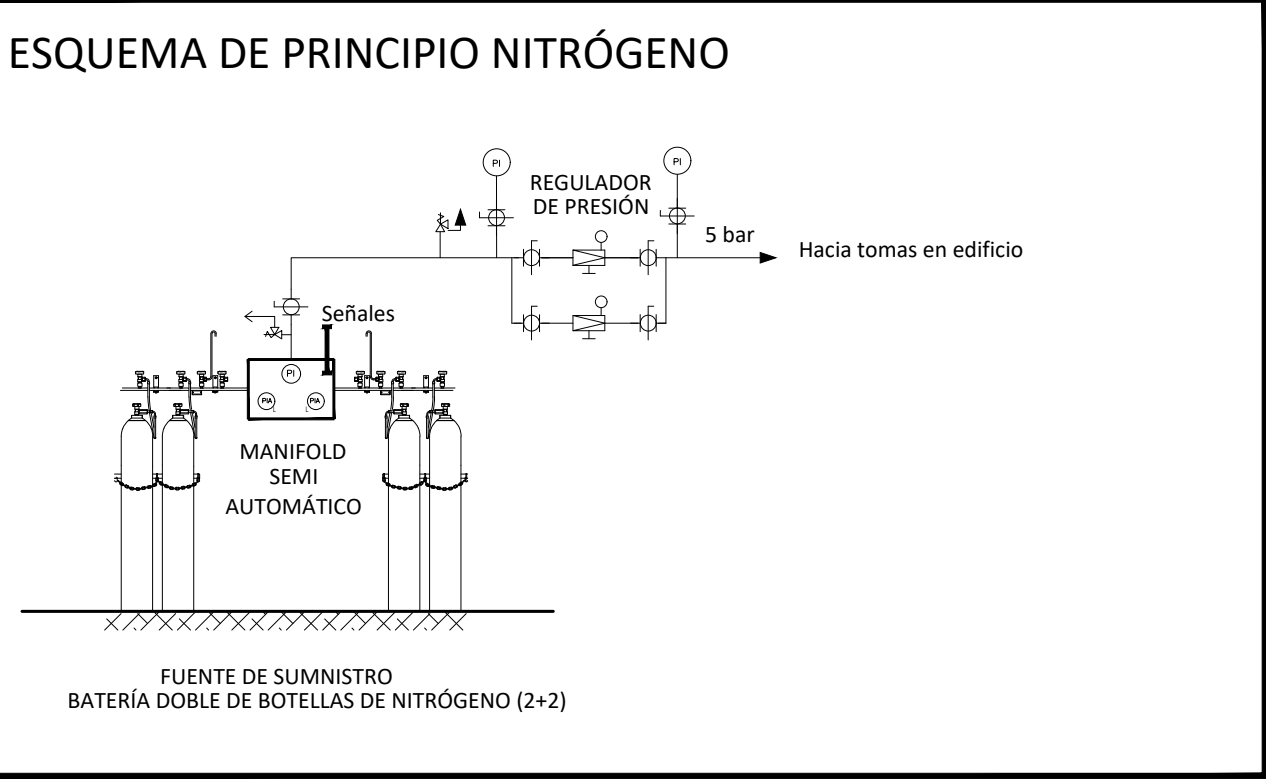 ESQUEMA DE PRINCIPIO NITRÓGENO
PI
PI
REGULADOR
DE PRESIÓN
5 bar
Hacia tomas en edificio
Señales
PI
PIA
L
PIA
L
MANIFOLD
SEMI
AUTOMÁTICO
FUENTE DE SUMNISTRO
BATERÍA DOBLE DE BOTELLAS DE NITRÓGENO (2+2)